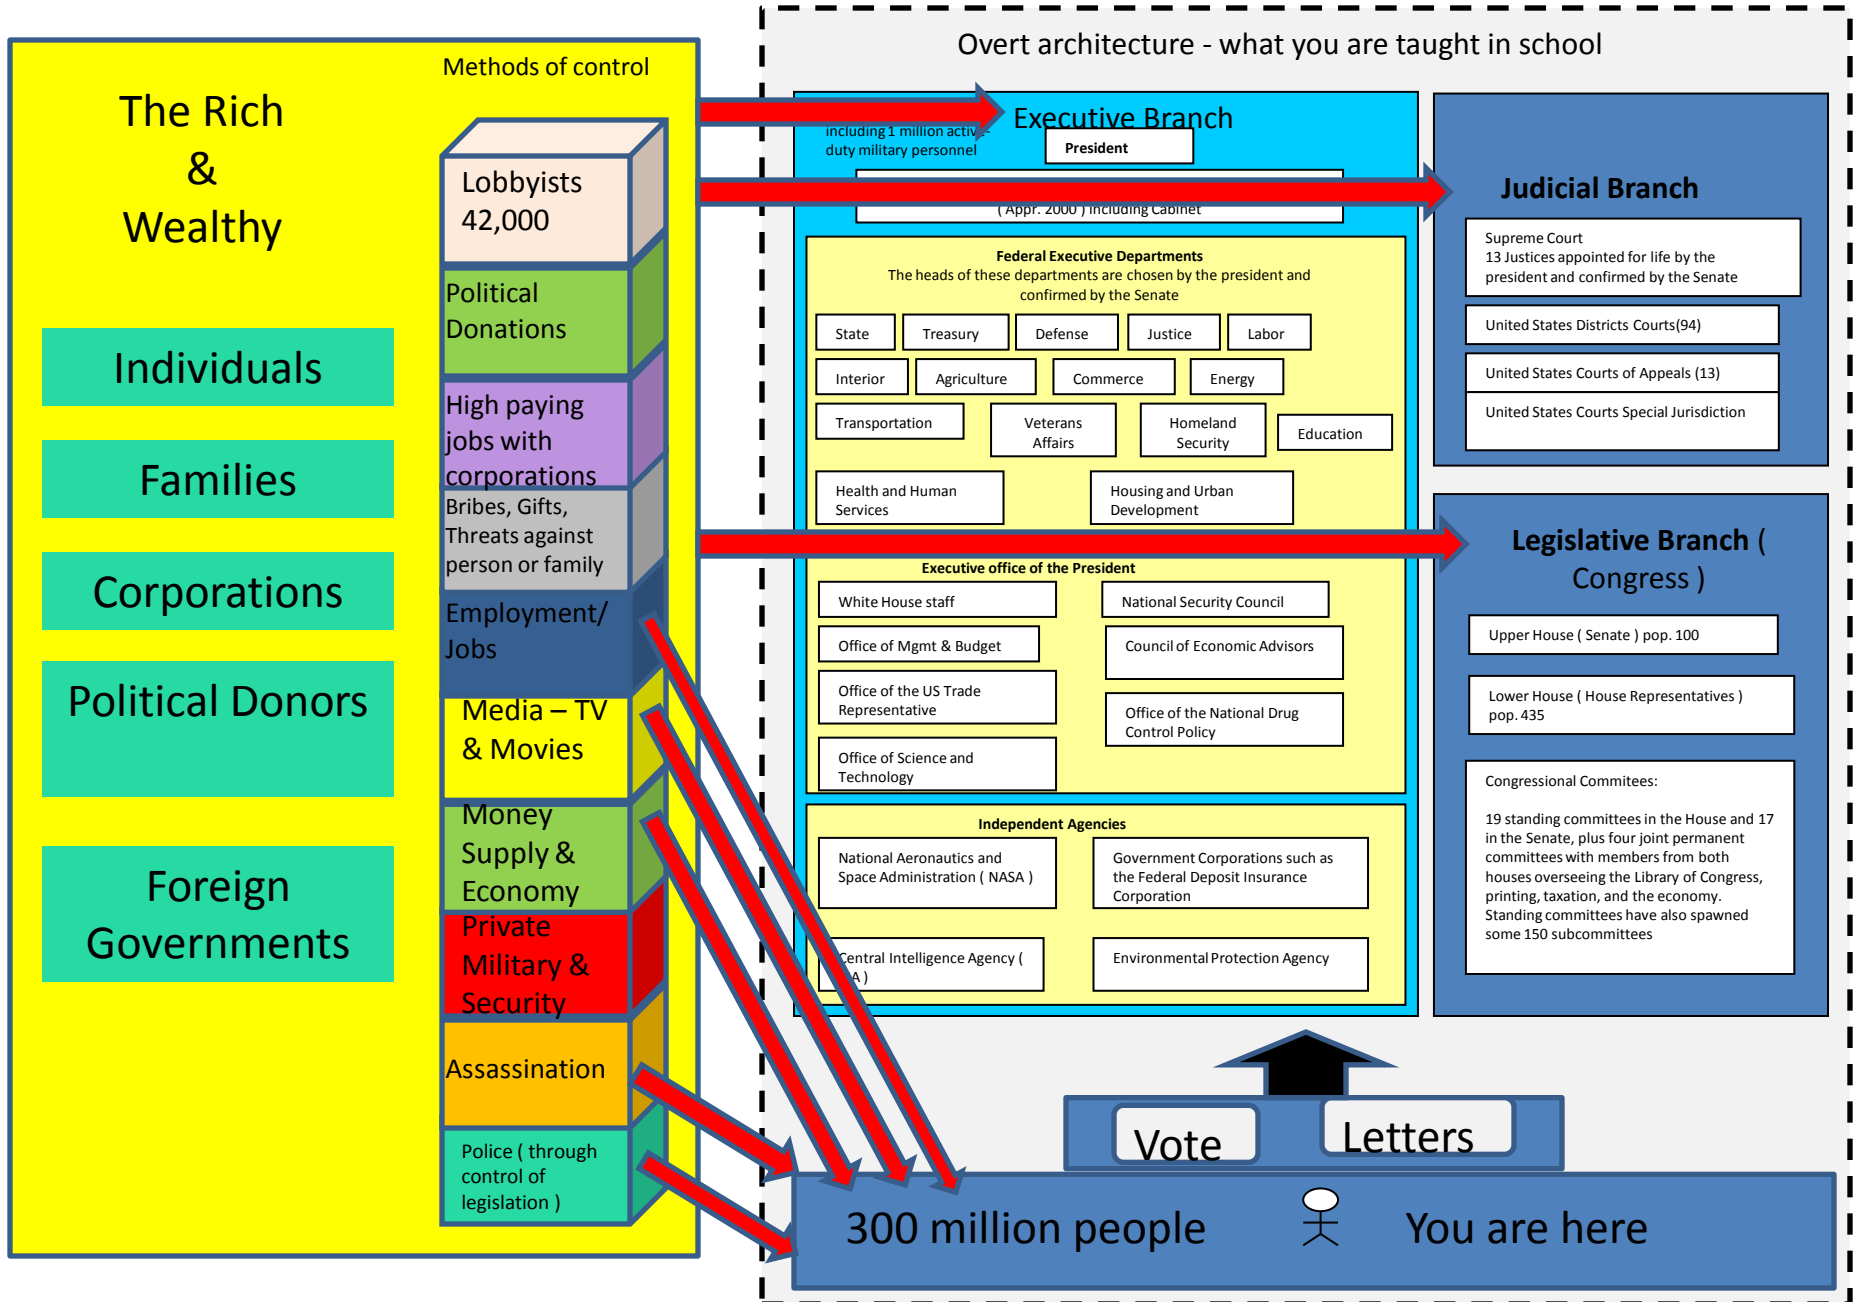 Overt architecture - what you are taught in school
Methods of control
The Rich
&
Wealthy
Individuals
Families
Corporations
Political Donors
Foreign
Governments
Lobbyists
42,000
Political
Donations
High paying
jobs with
corporations
Bribes, Gifts,
Threats against
person or family
Employment/
Jobs
Media – TV
& Movies
Money
Supply &
Economy
Private
Military &
Security
Assassination
Police ( through
control of
legislation )
Executive Branch
including 1 million active-
duty military personnel
President
( Appr. 2000 ) including Cabinet
Federal Executive Departments
The heads of these departments are chosen by the president and
confirmed by the Senate
State
Treasury
Defense
Justice
Labor
Interior
Agriculture
Commerce
Energy
Transportation
Veterans
Affairs
Homeland
Security
Education
Health and Human
Services
Housing and Urban
Development
Executive office of the President
White House staff
National Security Council
Office of Mgmt & Budget
Council of Economic Advisors
Office of the US Trade
Representative
Office of the National Drug
Control Policy
Office of Science and
Technology
Independent Agencies
National Aeronautics and
Space Administration ( NASA )
Government Corporations such as
the Federal Deposit Insurance
Corporation
Central Intelligence Agency (
A )
Environmental Protection Agency
Judicial Branch
Supreme Court
13 Justices appointed for life by the
president and confirmed by the Senate
United States Districts Courts(94)
United States Courts of Appeals (13)
United States Courts Special Jurisdiction
Legislative Branch (
Congress )
Upper House ( Senate ) pop. 100
Lower House ( House Representatives )
pop. 435
Congressional Commitees:
19 standing committees in the House and 17
in the Senate, plus four joint permanent
committees with members from both
houses overseeing the Library of Congress,
printing, taxation, and the economy.
Standing committees have also spawned
some 150 subcommittees
Vote
Letters
300 million people
You are here